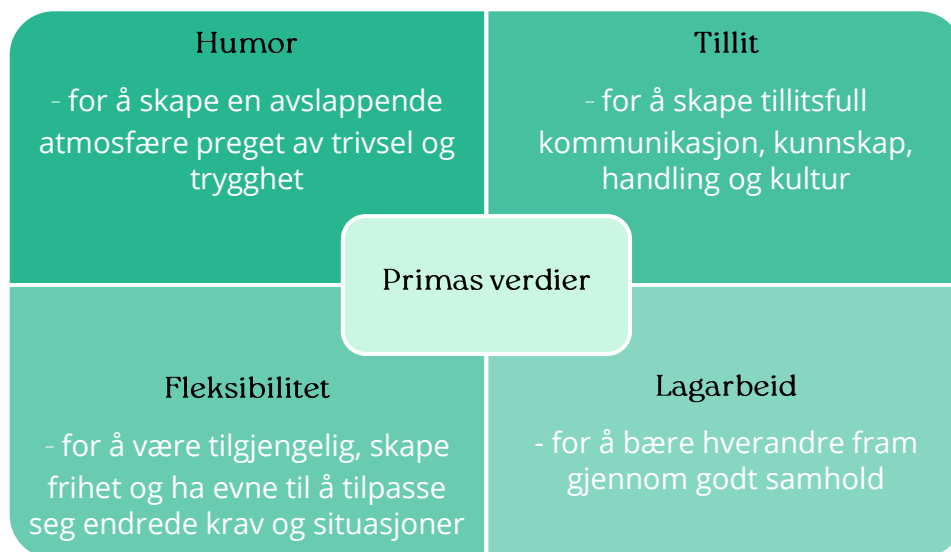 Humor
- for å skape en avslappende
atmosfære preget av trivsel og
trygghet
Tillit
- for å skape tillitsfull
kommunikasjon, kunnskap,
handling og kultur
Primas verdier
Fleksibilitet
- for å være tilgjengelig, skape
frihet og ha evne til å tilpasse
seg endrede krav og situasjoner
Lagarbeid
- for å bære hverandre fram
gjennom godt samhold